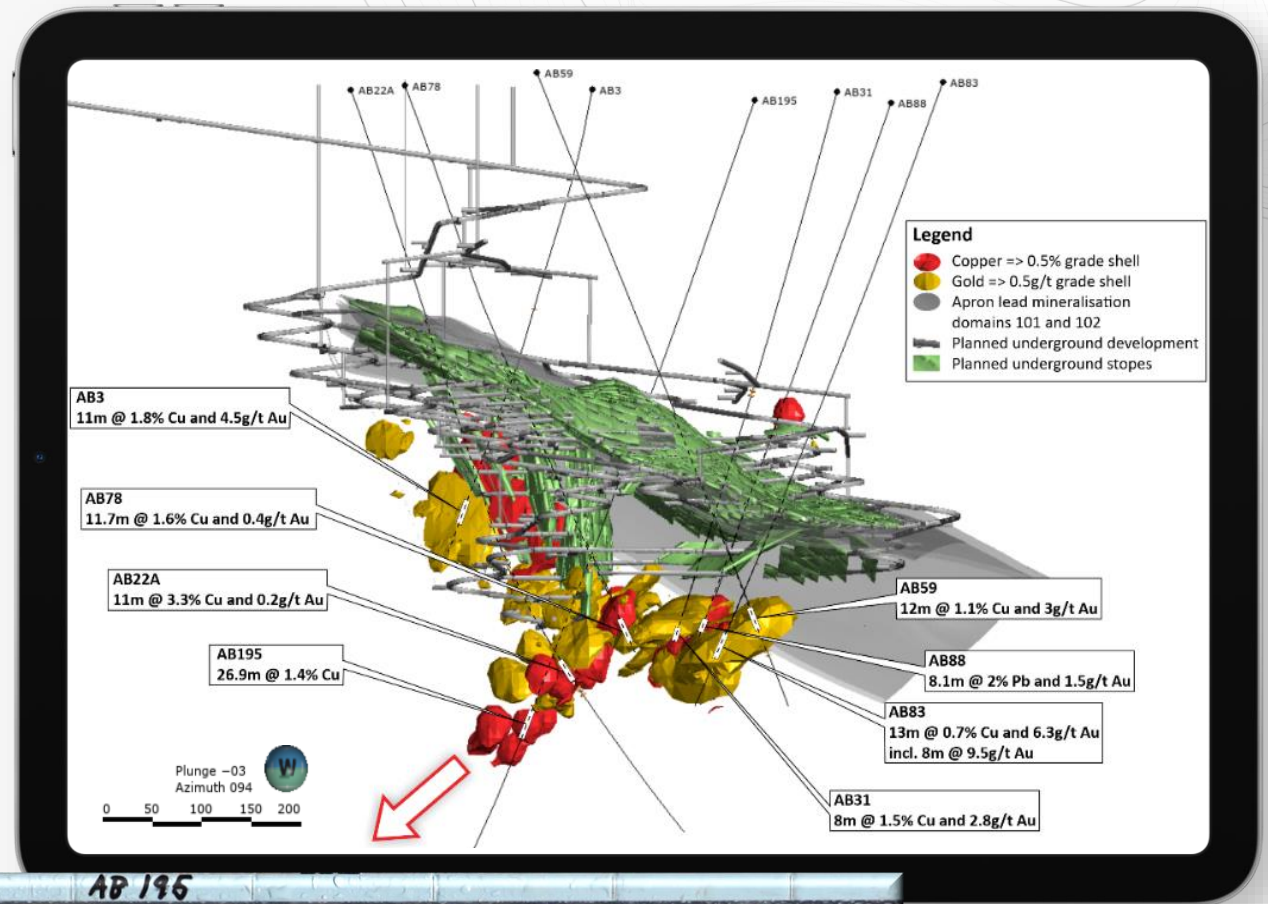 AB59
AB22A
AB78
AB3
AB195
AB31
AB88
AB83
Legend
Copper => 0.5% grade shell
Gold => 0.5g/t grade shell
Apron lead mineralisation
domains 101 and 102
Planned underground development
Planned underground stopes
AB3
11m @ 1.8% Cu and 4.5g/t Au
AB78
11.7m @ 1.6% Cu and 0.4g/t Au
AB22A
11m @ 3.3% Cu and 0.2g/t Au
AB195
26.9m @ 1.4% Cu
AB59
12m @ 1.1% Cu and 3g/t Au
AB88
8.1m @ 2% Pb and 1.5g/t Au
AB83
13m @ 0.7% Cu and 6.3g/t Au
incl. 8m @ 9.5g/t Au
AB31
8m @ 1.5% Cu and 2.8g/t Au
W
Plunge −03
Azimuth 094
0 50 100 150 200
AB 195